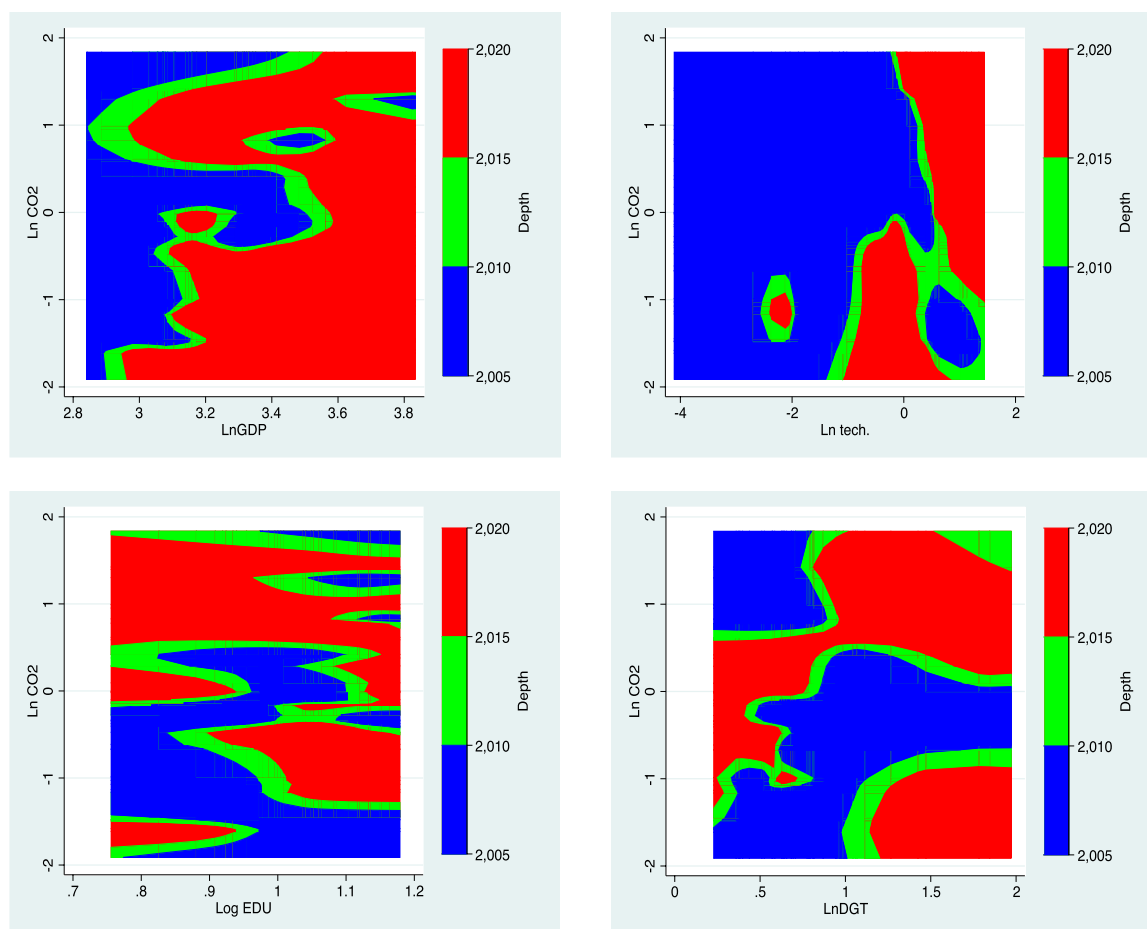 2
1
0
-1
-2
Ln CO2
2.8 3 3.2 3.4 3.6 3.8
LnGDP
2,020
2,015
2,010
2,005
Depth
2
1
0
-1
-2
Ln CO2
-4 -2 0 2
Ln tech.
2,020
2,015
2,010
2,005
Depth
2
1
0
-1
-2
Ln CO2
.7 .8 .9 1 1.1 1.2
Log EDU
2,020
2,015
2,010
2,005
Depth
2
1
0
-1
-2
Ln CO2
0 .5 1 1.5 2
LnDGT
2,020
2,015
2,010
2,005
Depth